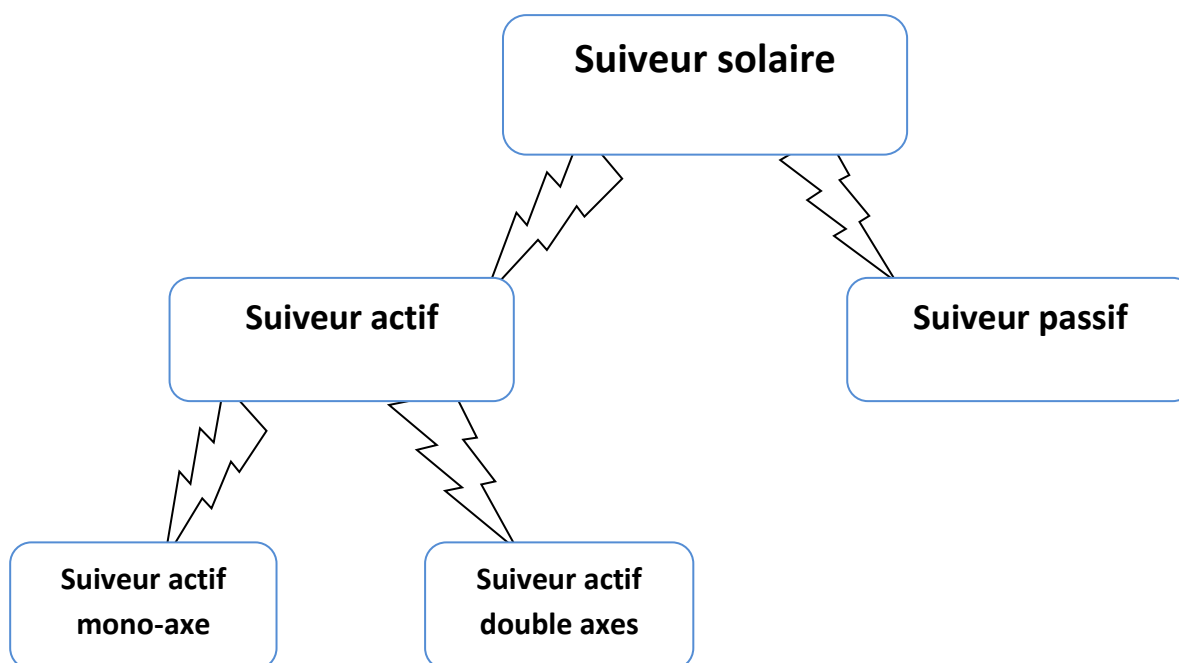 Suiveur solaire
Suiveur actif
Suiveur passif
Suiveur actif
mono-axe
Suiveur actif
double axes